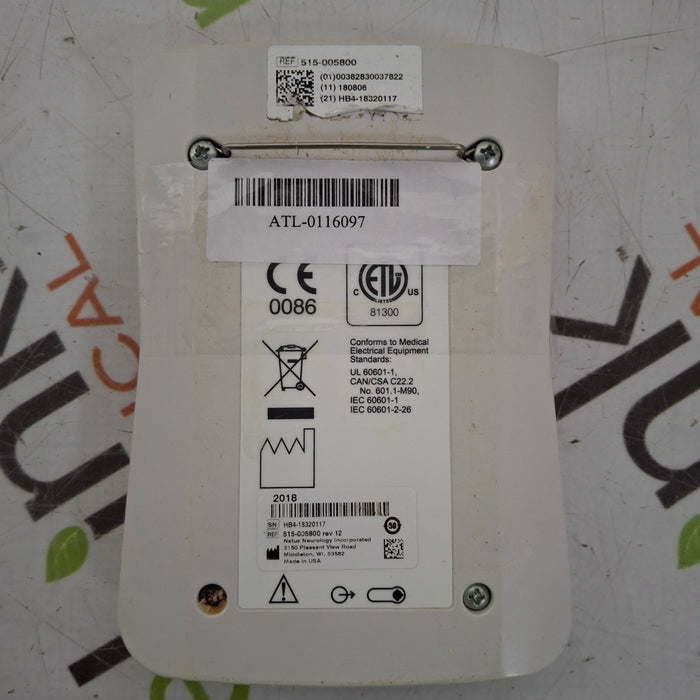 REF 515-005800
(01)00382830037822
(11) 180806
(21) HB4-18320117
ATL-0116097
CE
0086
C ETL US
LISTED
81300
Conforms to Medical
Electrical Equipment
Standards:
UL 60601-1,
CAN/CSA C22.2
No. 601.1-M90,
IEC 60601-1
IEC 60601-2-26
2018
SN HB4-18320117
50
REF 515-005800 rev 12
Natus Neurology Incorporated
3150 Pleasant View Road
Middleton, WI, 53562
Made in USA